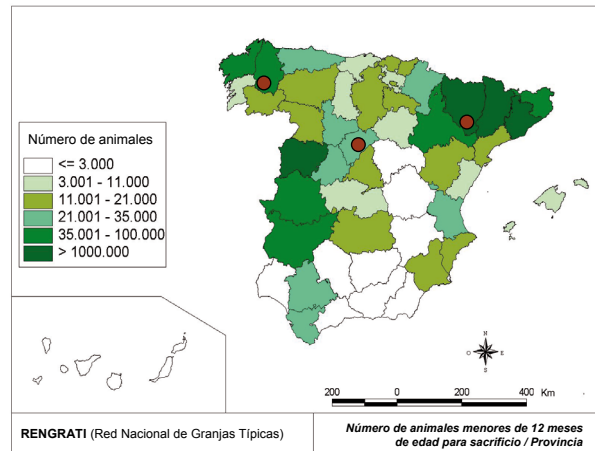 Número de animales
<= 3.000
3.001 - 11.000
11.001 - 21.000
21.001 - 35.000
35.001 - 100.000
> 1000.000
N
O E
S
200 0 200 400 Km
RENGRATI (Red Nacional de Granjas Típicas)
Número de animales menores de 12 meses
de edad para sacrificio / Provincia